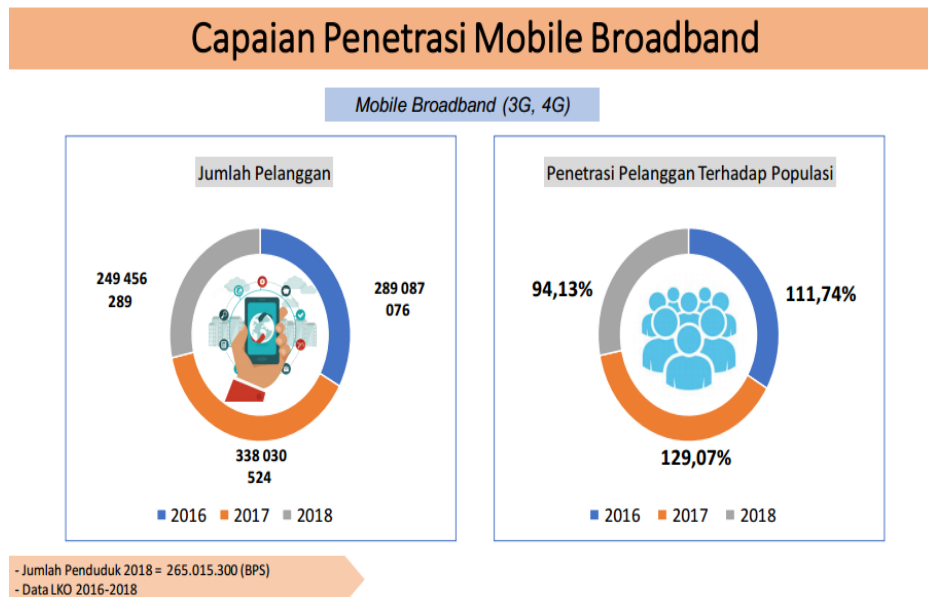 Capaian Penetrasi Mobile Broadband
Mobile Broadband (3G, 4G)
Jumlah Pelanggan
249 456
289
289 087
076
338 030
524
2016 2017 2018
Penetrasi Pelanggan Terhadap Populasi
94,13%
111,74%
129,07%
2016 2017 2018
- Jumlah Penduduk 2018 = 265.015.300 (BPS)
- Data LKO 2016-2018